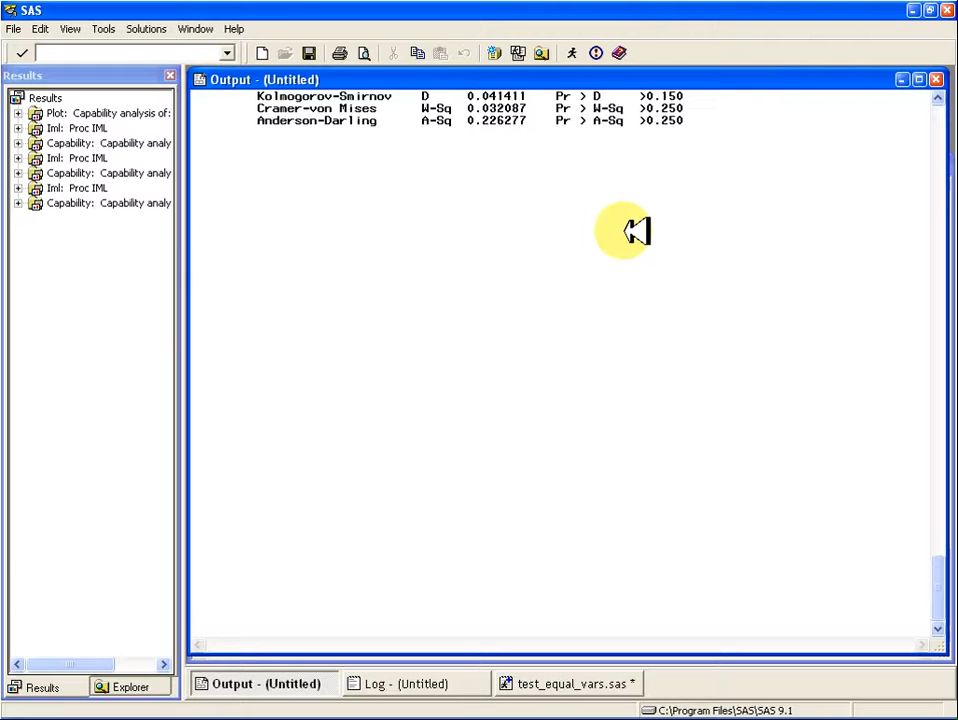 SAS
File Edit View Tools Solutions Window Help
Results
Results
Plot: Capability analysis of:
Iml: Proc IML
Capability: Capability analy
Iml: Proc IML
Capability: Capability analy
Iml: Proc IML
Capability: Capability analy
Output - (Untitled)
Kolmogorov-Smirnov D 0.041411 Pr > D >0.150
Cramer-von Mises W-Sq 0.032087 Pr > W-Sq >0.250
Anderson-Darling A-Sq 0.226277 Pr > A-Sq >0.250
Results Explorer
Output - (Untitled) Log - (Untitled) test_equal_vars.sas *
C:\Program Files\SAS\SAS 9.1